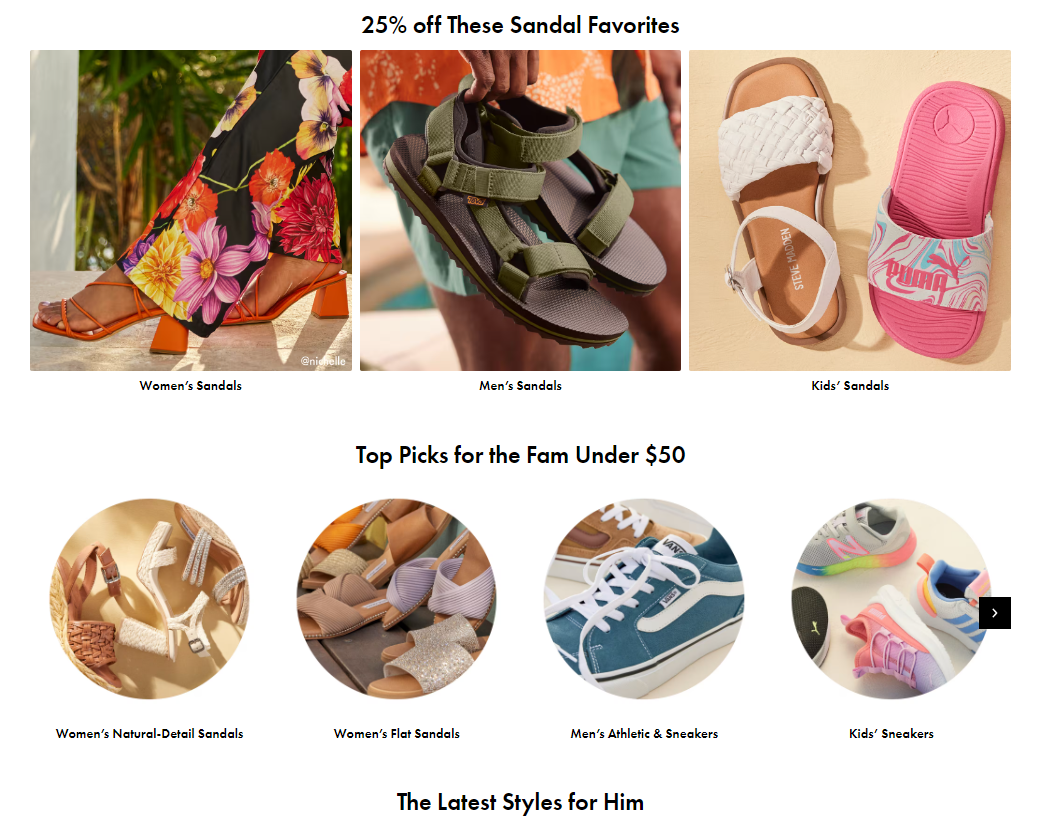 25% off These Sandal Favorites
@nichelle
STEVE MADDEN
PUMA
Women's Sandals
Men's Sandals
Kids' Sandals
Top Picks for the Fam Under $50
VANS
Women's Natural-Detail Sandals
Women's Flat Sandals
Men's Athletic & Sneakers
Kids' Sneakers
The Latest Styles for Him